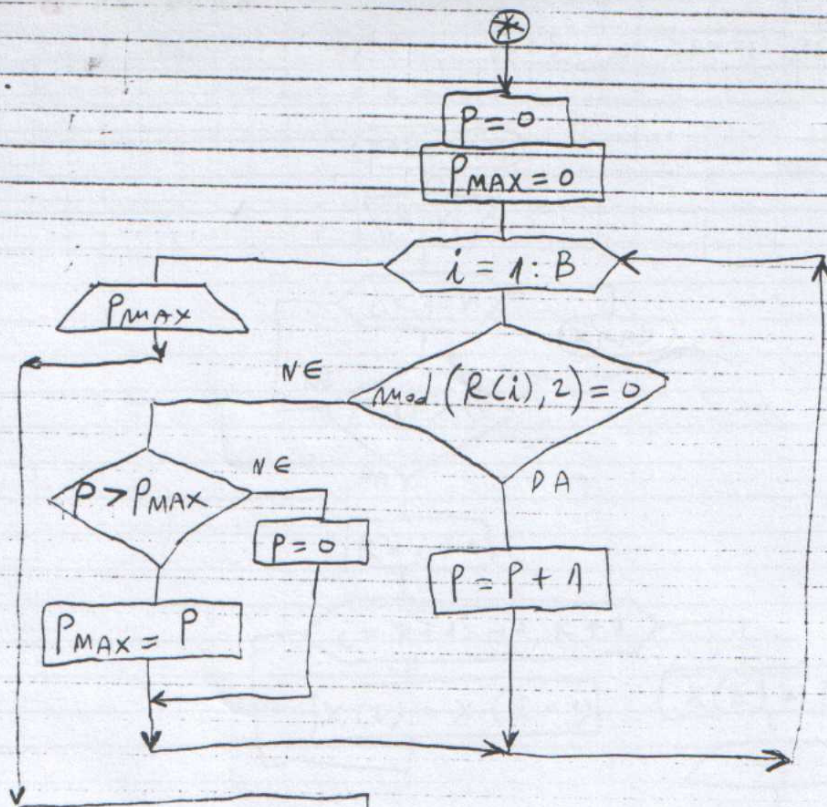 *
P = 0
PMAX = 0
i = 1 : B
PMAX
NE
mod (R(i), 2) = 0
P > PMAX
NE
DA
P = 0
P = P + 1
PMAX = P